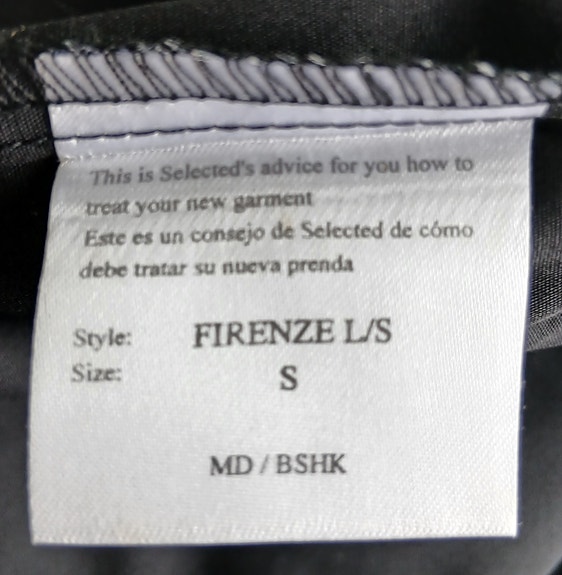 This is Selected's advice for you how to
treat your new garment
Este es un consejo de Selected de cómo
debe tratar su nueva prenda
Style: FIRENZE L/S
Size: S
MD / BSHK